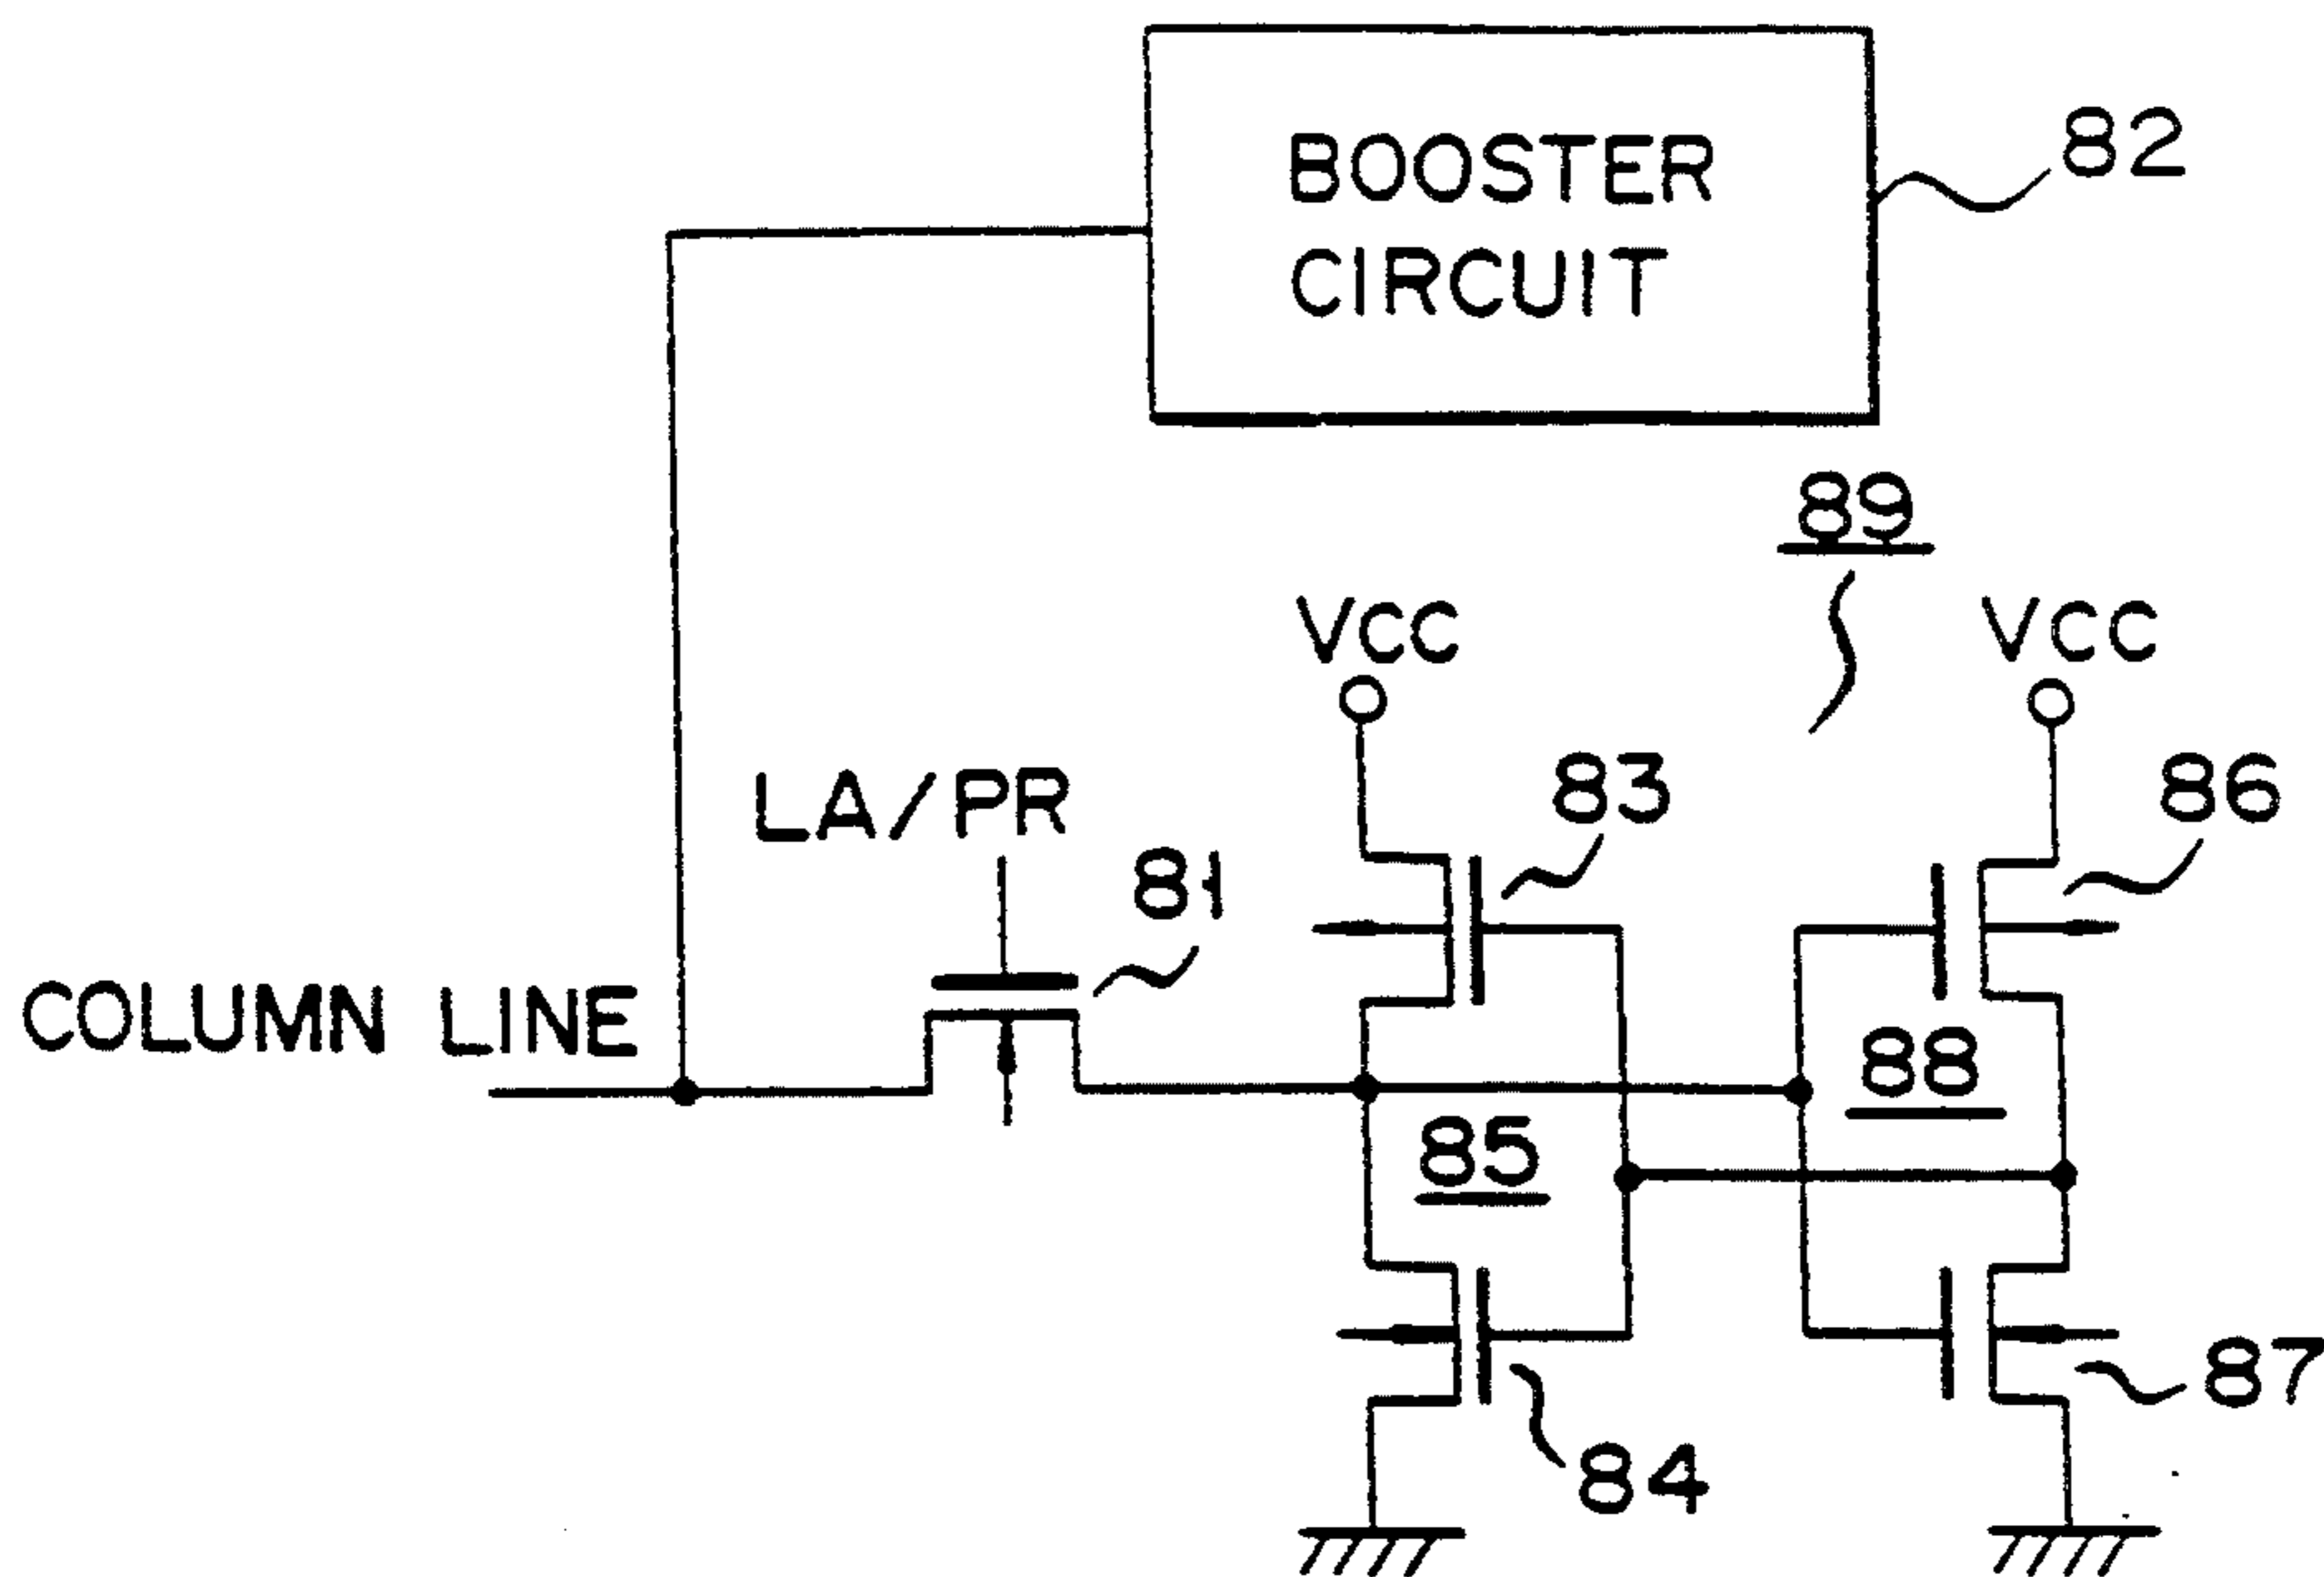 BOOSTER
CIRCUIT
82
89
VCC
VCC
83
86
LA/PR
81
COLUMN LINE
88
85
84
87